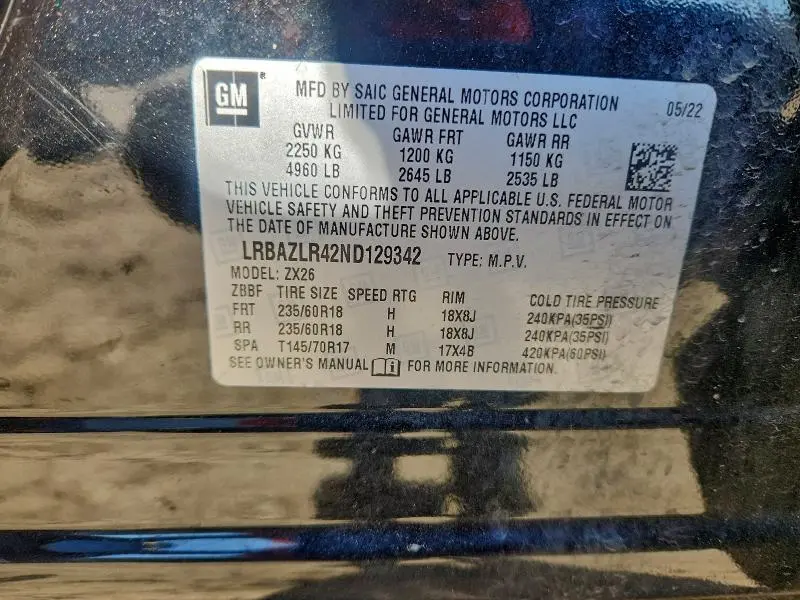 GM
MFD BY SAIC GENERAL MOTORS CORPORATION 05/22
LIMITED FOR GENERAL MOTORS LLC
GVWR GAWR FRT GAWR RR
2250 KG 1200 KG 1150 KG
4960 LB 2645 LB 2535 LB
THIS VEHICLE CONFORMS TO ALL APPLICABLE U.S. FEDERAL MOTOR
VEHICLE SAFETY AND THEFT PREVENTION STANDARDS IN EFFECT ON
THE DATE OF MANUFACTURE SHOWN ABOVE.
LRBAZLR42ND129342 TYPE: M.P.V.
MODEL: ZX26
ZBBF TIRE SIZE SPEED RTG RIM COLD TIRE PRESSURE
FRT 235/60R18 H 18X8J 240KPA(35PSI)
RR 235/60R18 H 18X8J 240KPA(35PSI)
SPA T145/70R17 M 17X4B 420KPA(60PSI)
SEE OWNER'S MANUAL FOR MORE INFORMATION.